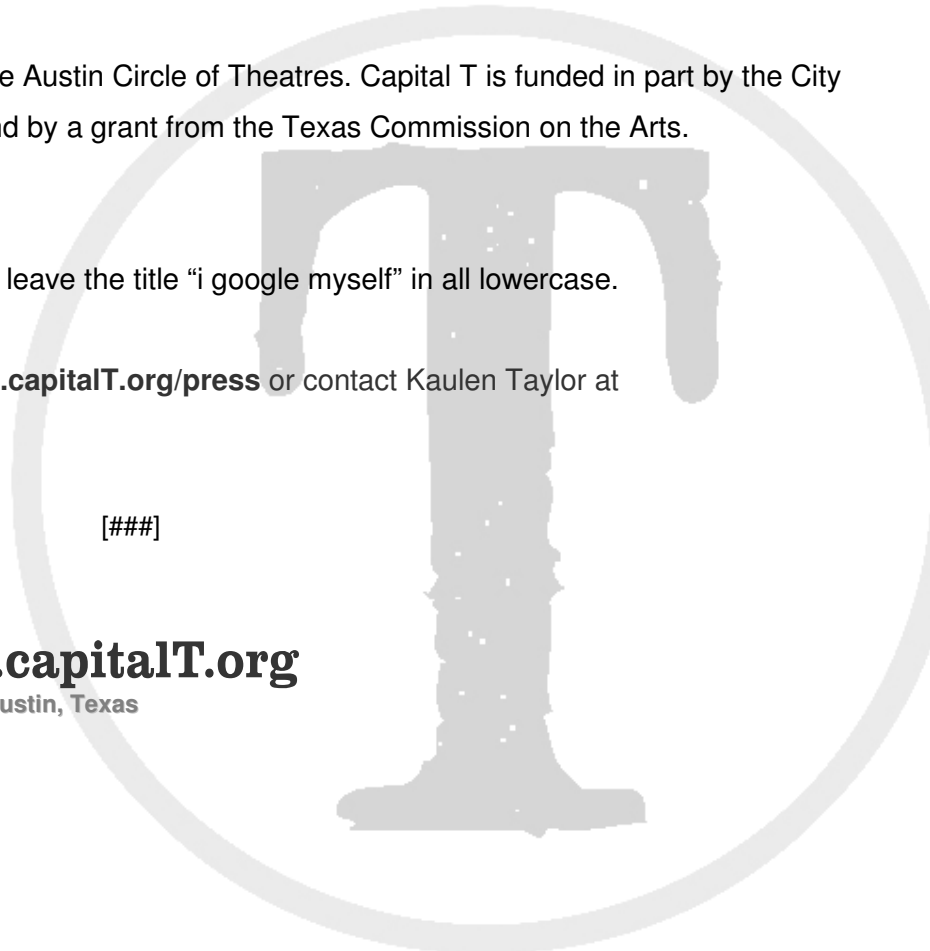 e Austin Circle of Theatres. Capital T is funded in part by the City
nd by a grant from the Texas Commission on the Arts.
leave the title “i google myself” in all lowercase.
.capitalT.org/press or contact Kaulen Taylor at
[###]
.capitalT.org
ustin, Texas
T